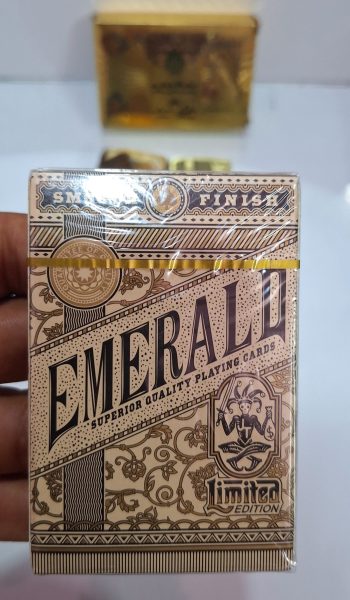 SMOOTH FINISH
EMERALD
SUPERIOR QUALITY PLAYING CARDS
Limited
EDITION